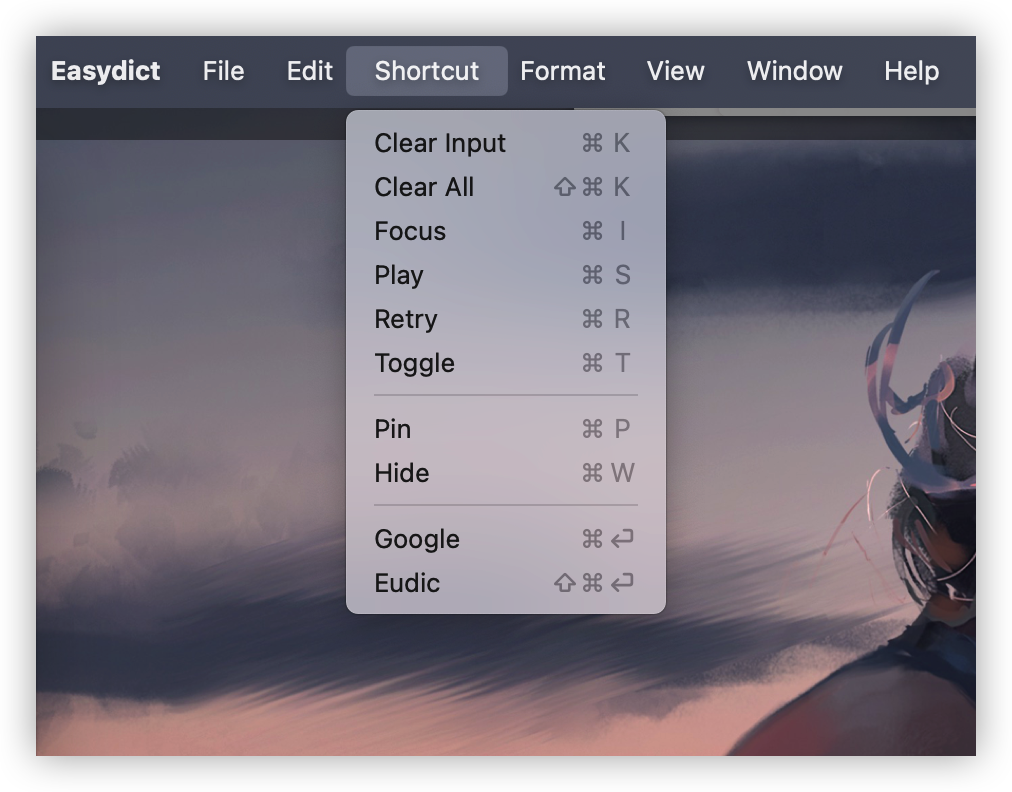 Easydict File Edit Shortcut Format View Window Help
Clear Input ⌘ K
Clear All ⇧ ⌘ K
Focus ⌘ I
Play ⌘ S
Retry ⌘ R
Toggle ⌘ T
Pin ⌘ P
Hide ⌘ W
Google ⌘ ↩
Eudic ⇧ ⌘ ↩